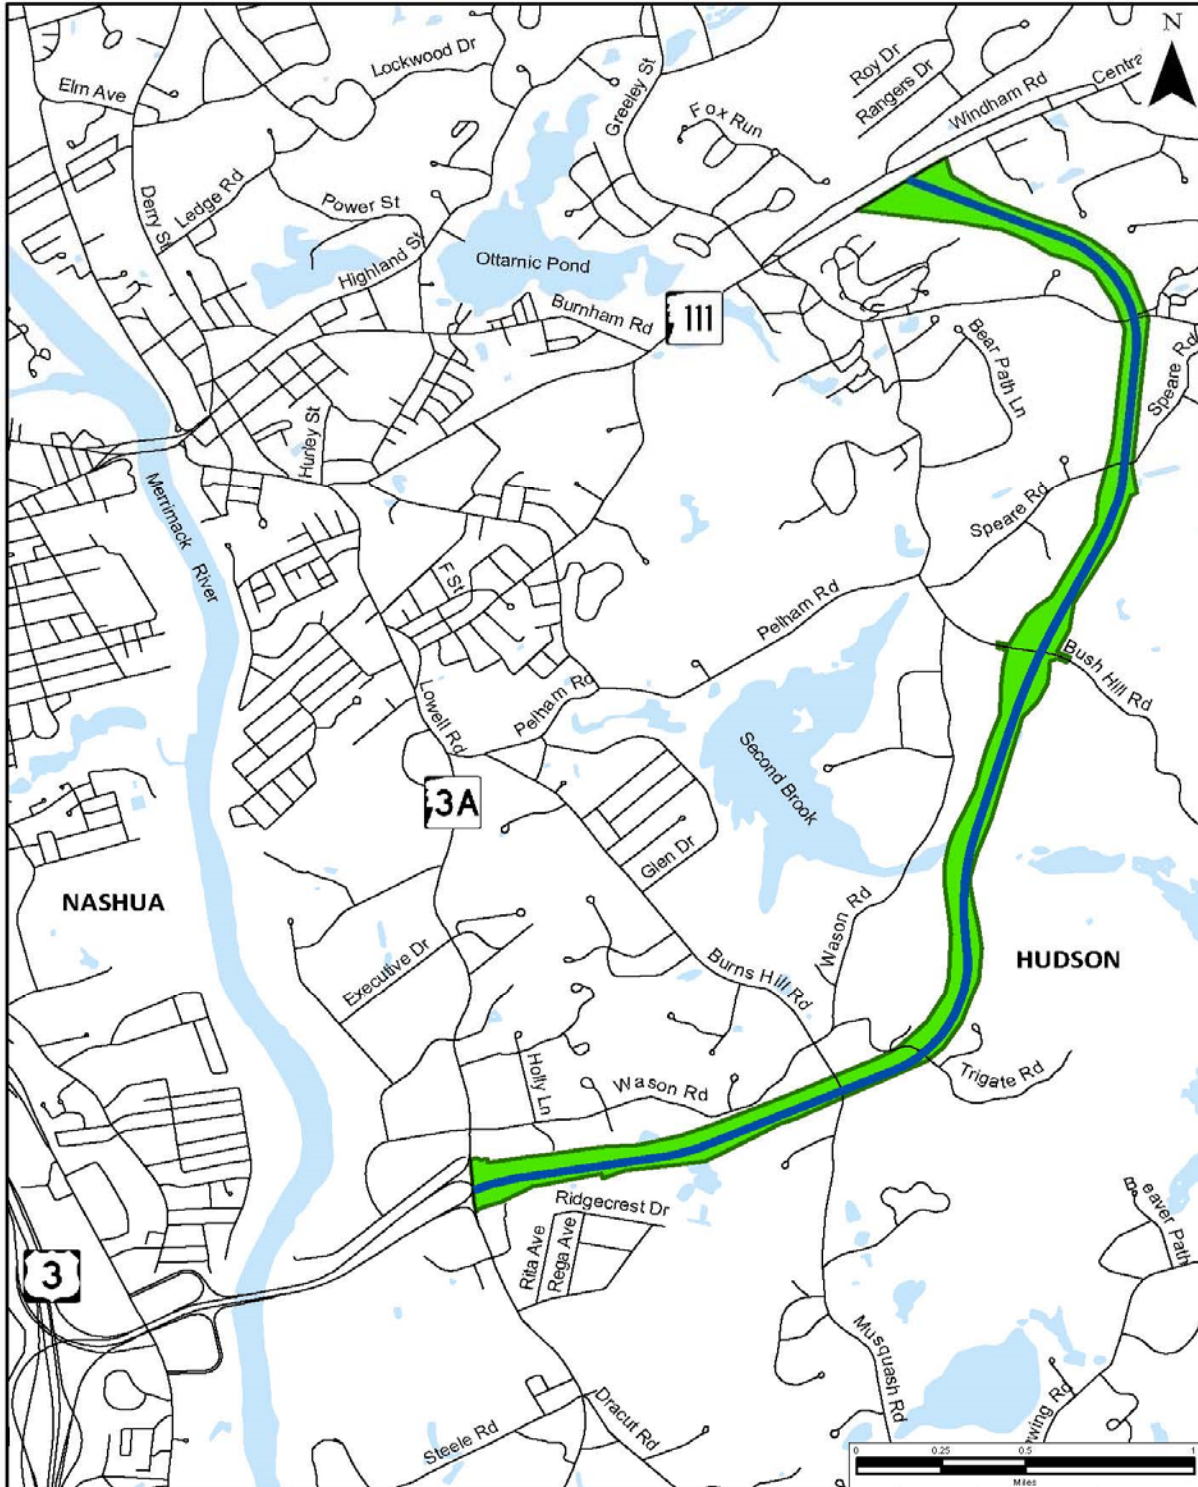 N
Lockwood Dr
Roy Dr
Greeley St
Elm Ave
Rangers Dr
Windham Rd
Centra
Fox Run
Ledge Rd
Derry St
Power St
Highland St
Ottarnic Pond
Burnham Rd
111
Bear Path Ln
Speare Rd
Hurley St
Merrimack
River
Speare Rd
F St
Pelham Rd
Bush Hill Rd
Lowell Rd
Pelham Rd
Second Brook
3A
Glen Dr
NASHUA
Wason Rd
Executive Dr
Burns Hill Rd
HUDSON
Holly Ln
Wason Rd
Trigate Rd
Ridgecrest Dr
Beaver Path
Rita Ave
Rega Ave
3
Musquash Rd
Dracut Rd
Steele Rd
wing Rd
0 0.25 0.5 1
Miles